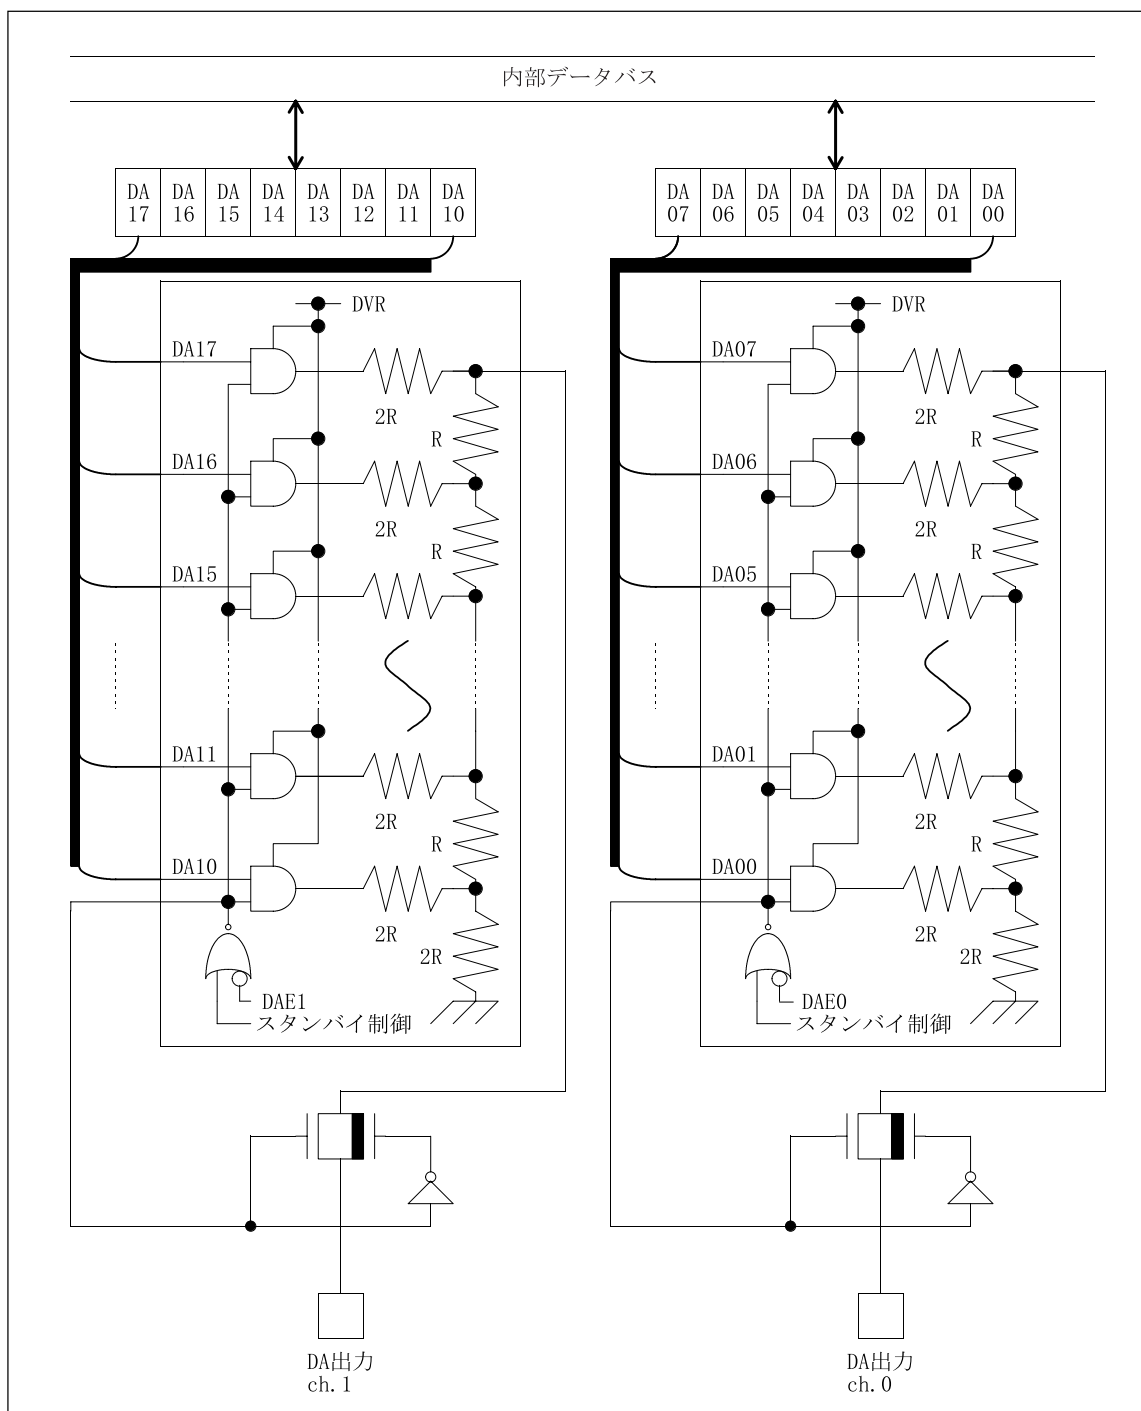 内部データバス
DA 17 DA 16 DA 15 DA 14 DA 13 DA 12 DA 11 DA 10
DA 07 DA 06 DA 05 DA 04 DA 03 DA 02 DA 01 DA 00
DVR
DA17
2R
R
DA16
2R
R
DA15
DA11
2R
R
DA10
2R
2R
DAE1
スタンバイ制御
DA出力
ch.1
DVR
DA07
2R
R
DA06
2R
R
DA05
DA01
2R
R
DA00
2R
2R
DAE0
スタンバイ制御
DA出力
ch.0